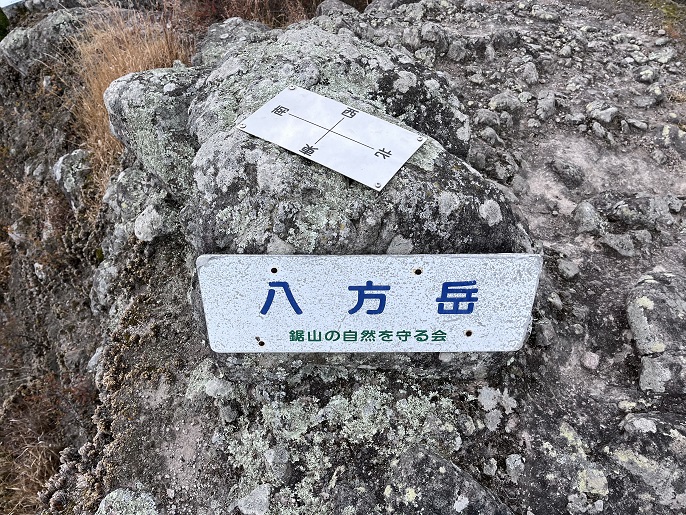 南 西
東 北
八方岳
鋸山の自然を守る会